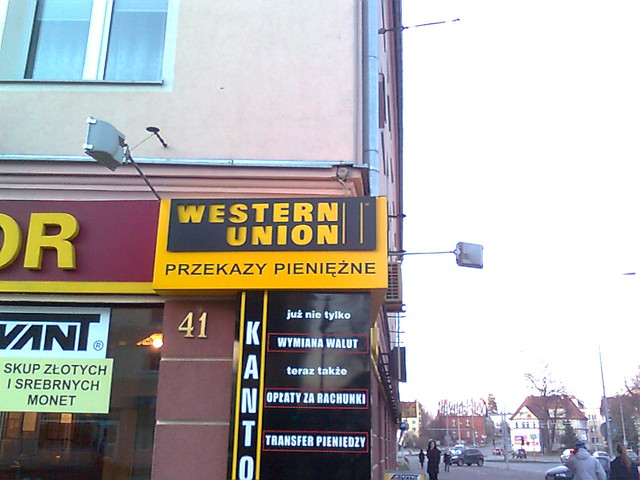 WESTERN
UNION
PRZEKAZY PIENIĘŻNE
OR
41
VANT®
SKUP ZŁOTYCH
I SREBRNYCH
MONET
KANTO
już nie tylko
WYMIANA WALUT
teraz także
OPŁATY ZA RACHUNKI
TRANSFER PIENIĘDZY